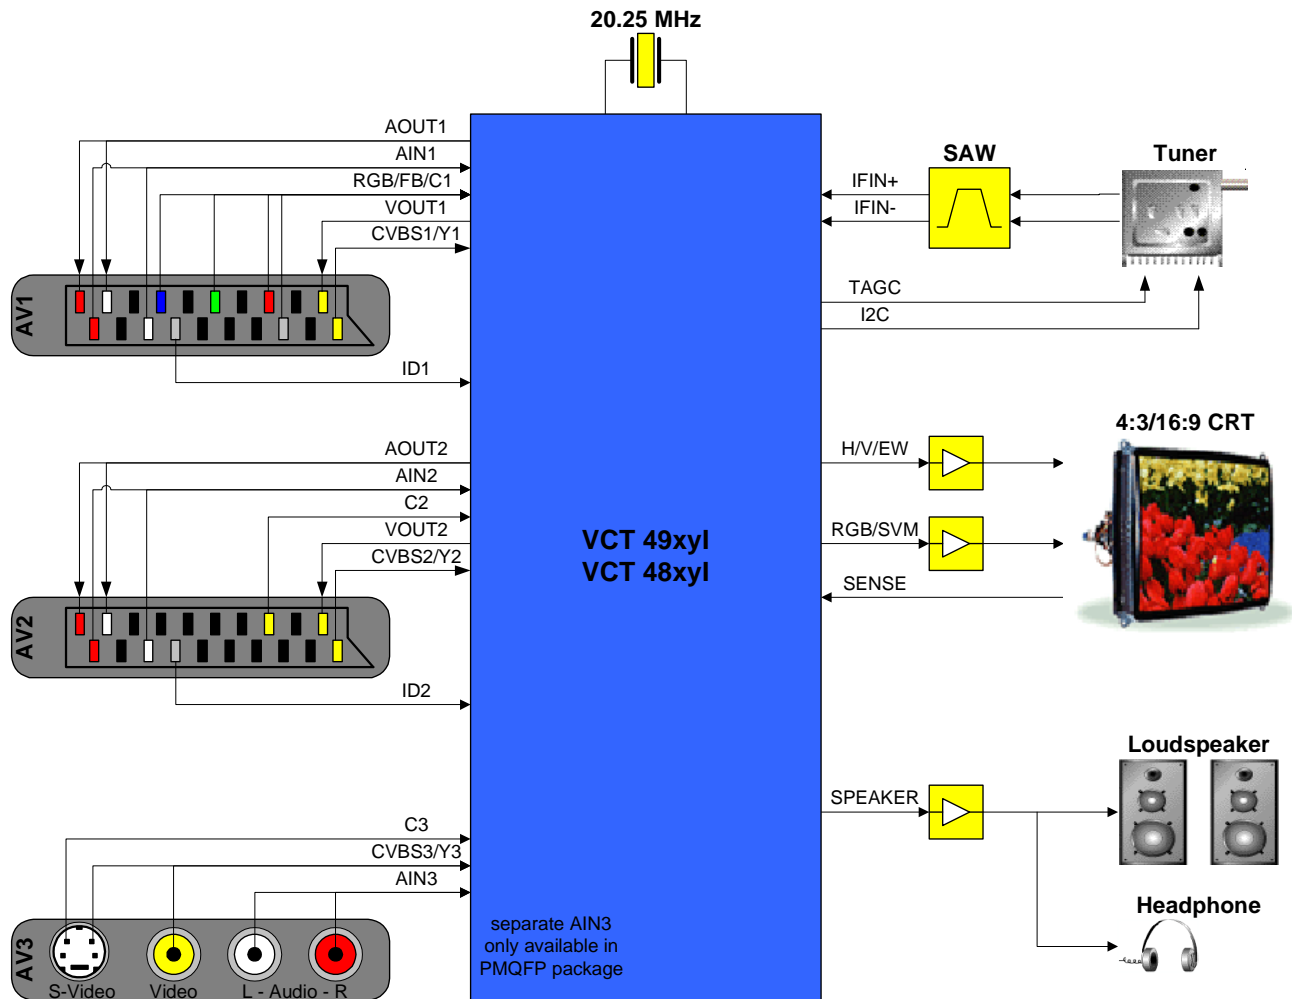 20.25 MHz
AOUT1
AIN1
RGB/FB/C1
VOUT1
CVBS1/Y1
AV1
ID1
SAW
Tuner
IFIN+
IFIN-
TAGC
I2C
AOUT2
AIN2
C2
VOUT2
CVBS2/Y2
AV2
ID2
VCT 49xyI
VCT 48xyI
4:3/16:9 CRT
H/V/EW
RGB/SVM
SENSE
Loudspeaker
SPEAKER
Headphone
C3
CVBS3/Y3
AIN3
AV3
S-Video
Video
L - Audio - R
separate AIN3
only available in
PMQFP package